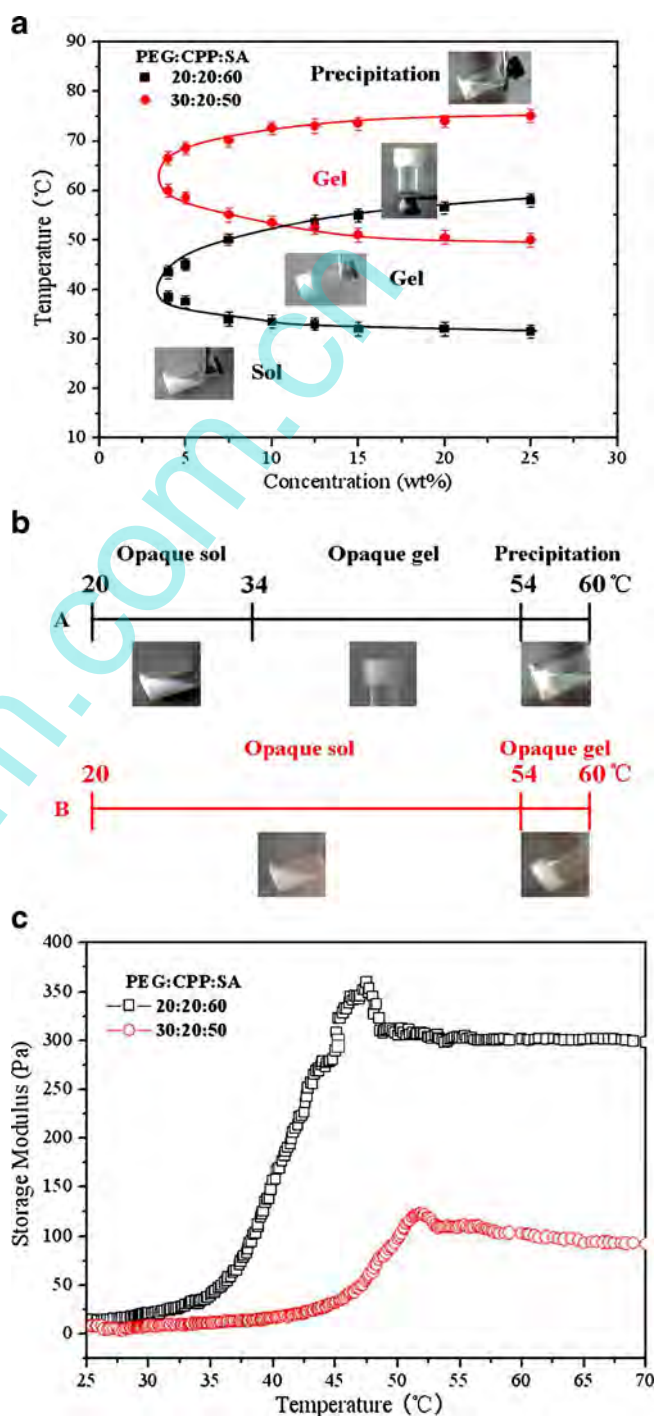 a
90
80
70
60
50
40
30
20
10
Temperature (℃)
PEG:CPP:SA
20:20:60
30:20:50
Precipitation
Gel
Gel
Sol
0 5 10 15 20 25 30
Concentration (wt%)
b
Opaque sol Opaque gel Precipitation
20 34 54 60℃
A
Opaque sol Opaque gel
20 54 60℃
B
c
400
350
300
250
200
150
100
50
0
Storage Modulus (Pa)
PEG:CPP:SA
20:20:60
30:20:50
25 30 35 40 45 50 55 60 65 70
Temperature (℃)
m.com.cn